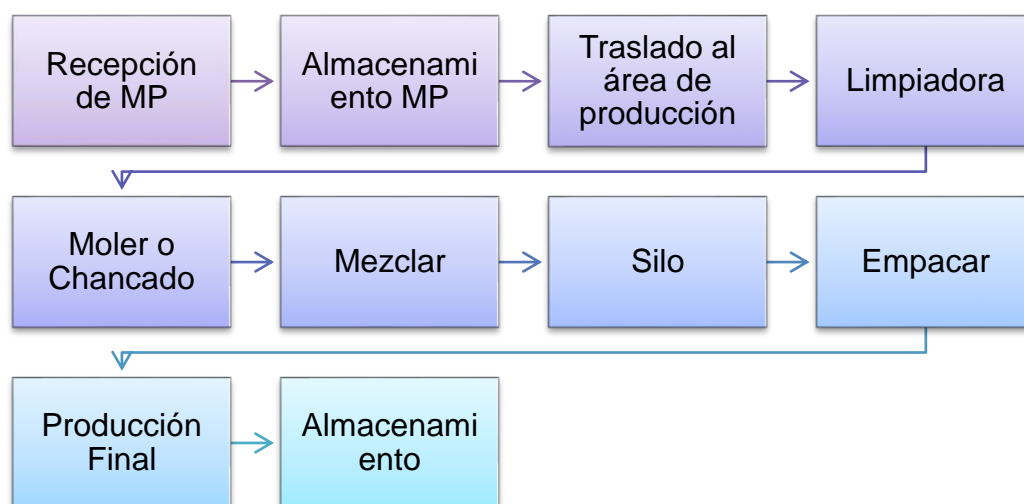 Recepción
de MP
Almacenami
ento MP
Traslado al
área de
producción
Limpiadora
Moler o
Chancado
Mezclar
Silo
Empacar
Producción
Final
Almacenami
ento